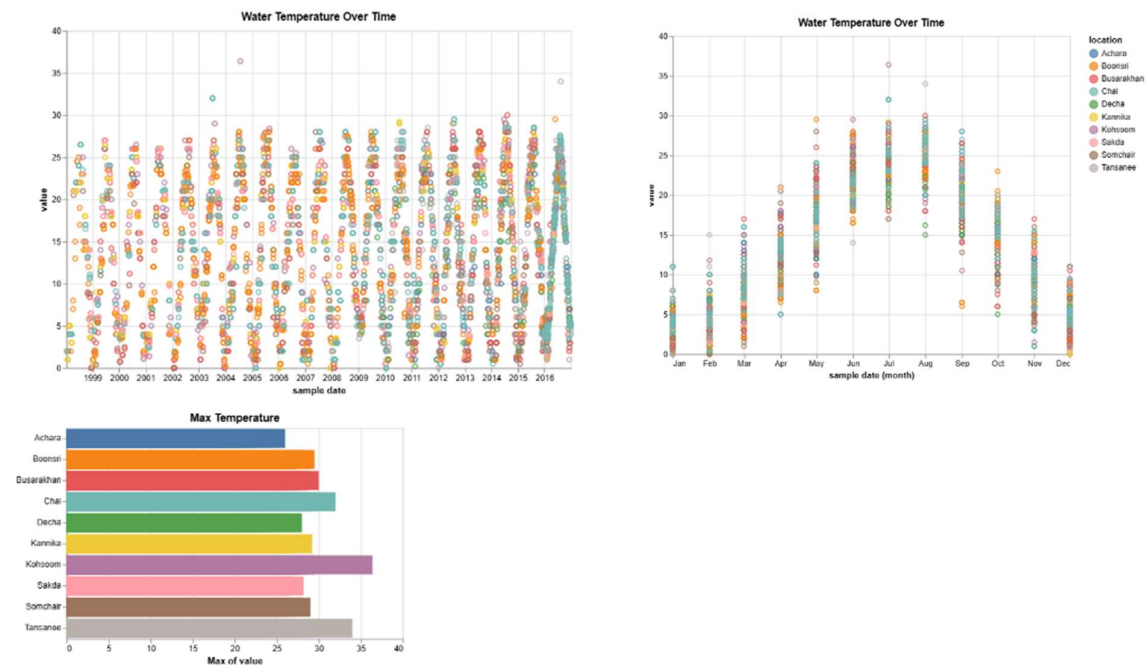 Water Temperature Over Time
40
35
30
25
20
15
10
5
0
value
1999 2000 2001 2002 2003 2004 2005 2006 2007 2008 2009 2010 2011 2012 2013 2014 2015 2016
sample date
Water Temperature Over Time
40
35
30
25
20
15
10
5
0
value
Jan Feb Mar Apr May Jun Jul Aug Sep Oct Nov Dec
sample date (month)
location
Achara
Boonsri
Busarakhan
Chai
Decha
Kannika
Kohsoom
Sakda
Somchair
Tansanee
Max Temperature
Achara
Boonsri
Busarakhan
Chai
Decha
Kannika
Kohsoom
Sakda
Somchair
Tansanee
0 5 10 15 20 25 30 35 40
Max of value